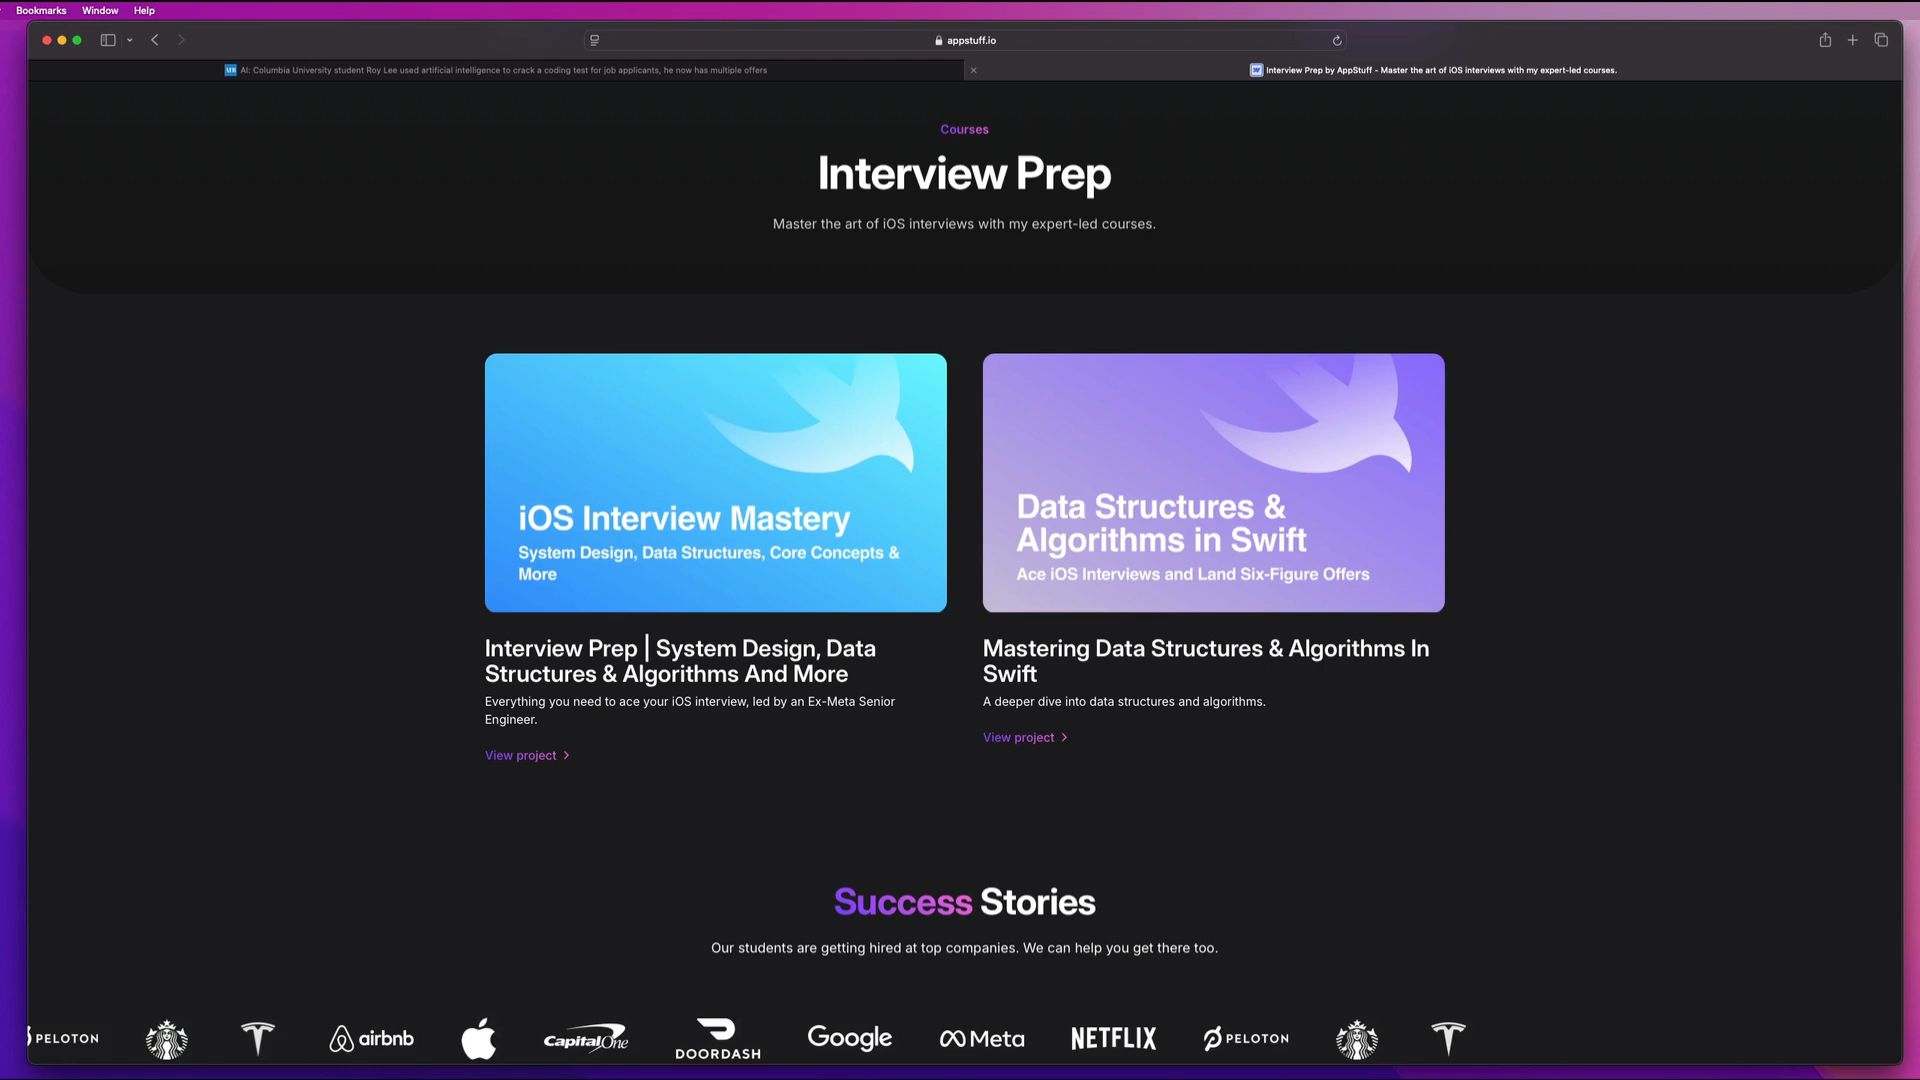 Bookmarks Window Help
appstuff.io
AI: Columbia University student Roy Lee used artificial intelligence to crack a coding test for job applicants, he now has multiple offers
Interview Prep by AppStuff - Master the art of iOS interviews with my expert-led courses.
Courses
Interview Prep
Master the art of iOS interviews with my expert-led courses.
iOS Interview Mastery
System Design, Data Structures, Core Concepts &
More
Interview Prep | System Design, Data
Structures & Algorithms And More
Everything you need to ace your iOS interview, led by an Ex-Meta Senior
Engineer.
View project
Data Structures &
Algorithms in Swift
Ace iOS Interviews and Land Six-Figure Offers
Mastering Data Structures & Algorithms In
Swift
A deeper dive into data structures and algorithms.
View project
Success Stories
Our students are getting hired at top companies. We can help you get there too.
PELOTON airbnb Capital One DOORDASH Google Meta NETFLIX PELOTON